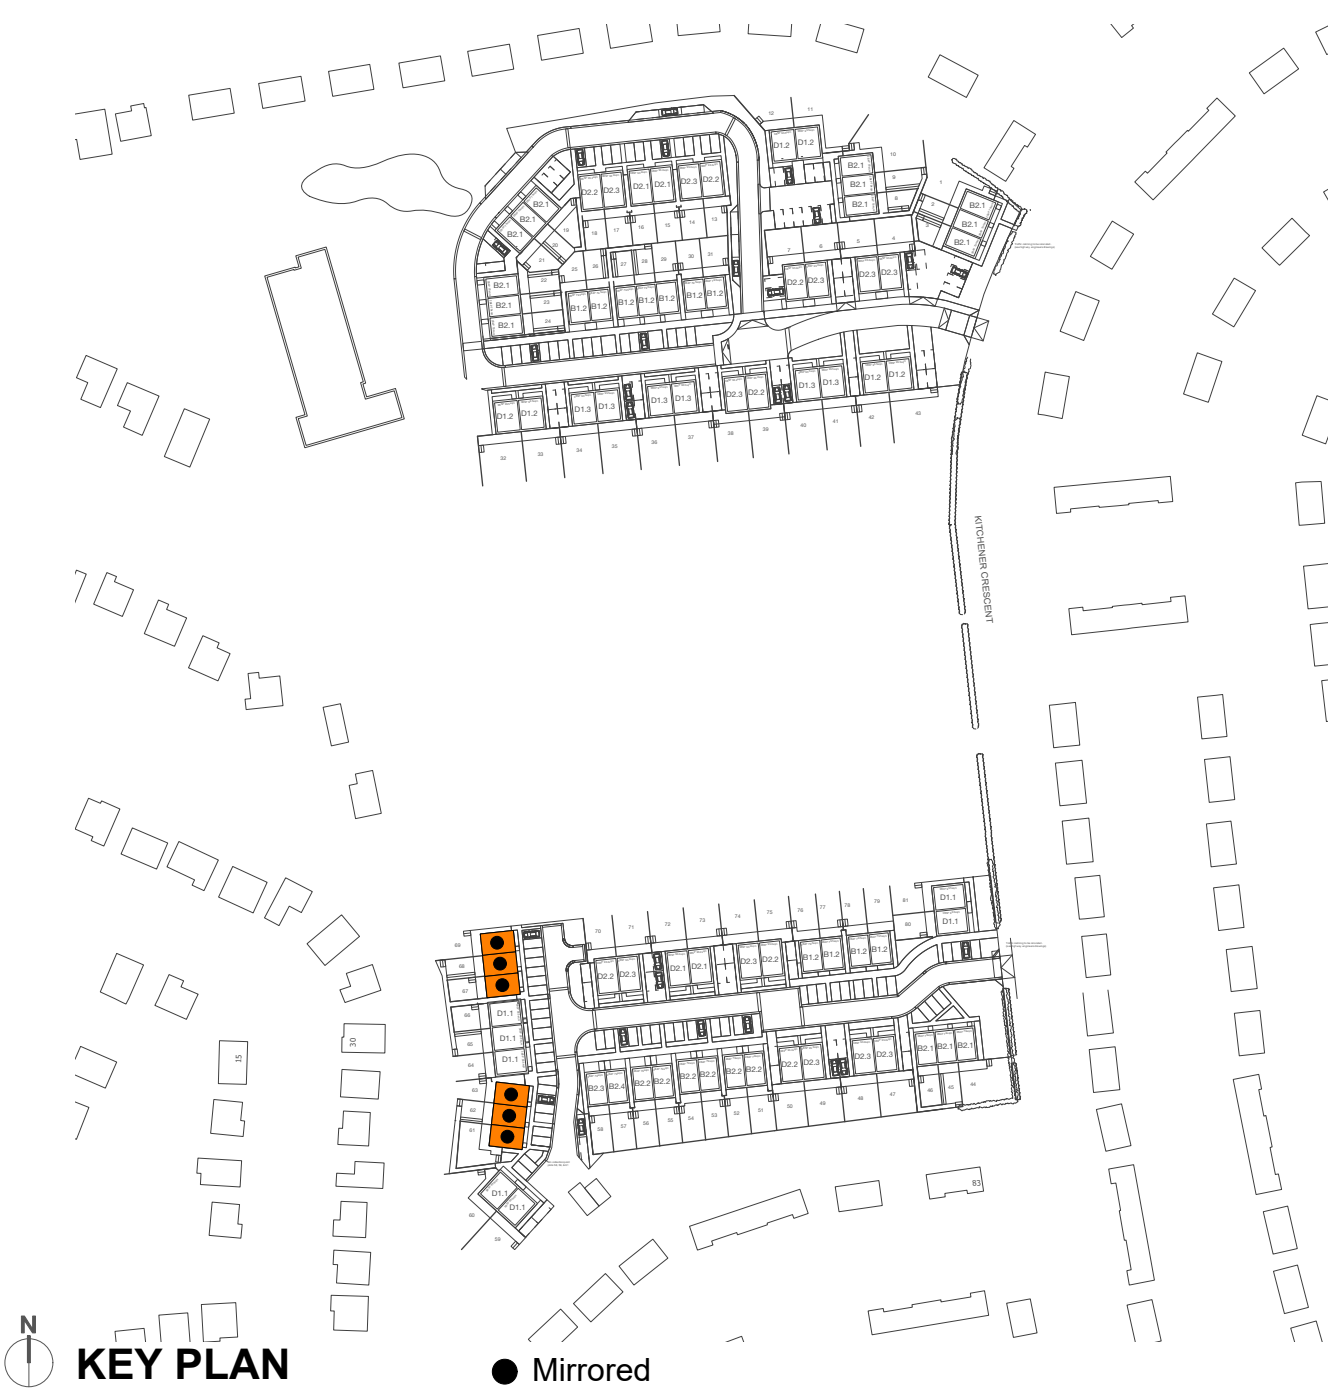 12 11
D1.2 D1.2
10
9
8
B2.1
B2.1
B2.1
1
2
3
B2.1
B2.1
B2.1
D2.2 D2.3 D2.1 D2.1 D2.3 D2.2
B2.1
B2.1
B2.1
19
20
21
18 17 16 15 14 13
7 6 5 4
25 26 27 28 29 30 31
22
23
24
B2.1
B2.1
B2.1
B1.2 B1.2 B1.2 B1.2 B1.2 B1.2 B1.2
D2.2 D2.3 D2.3 D2.2
D1.2 D1.2 D1.3 D1.3 D1.3 D1.3 D2.3 D2.2 D1.3 D1.3 D1.2 D1.2
32 33 34 35 36 37 38 39 40 41 42 43
KITCHENER CRESCENT
70 71 72 73 74 75 76 77 78 79 81
80
D1.1
D1.1
69
68
67
66
65
64
63
62
61
D1.1
D1.1
D1.1
D2.2 D2.3 D2.1 D2.1 D2.3 D2.2 B1.2 B1.2 B1.2 B1.2
B2.3 B2.4 B2.2 B2.2 B2.2 B2.2 B2.2 B2.2 D2.2 D2.3 D2.3 D2.3 B2.1 B2.1 B2.1
58 57 56 55 54 53 52 51 50 49 48 47 46 45 44
D1.1
D1.1
60
59
15
30
83
N
KEY PLAN
Mirrored